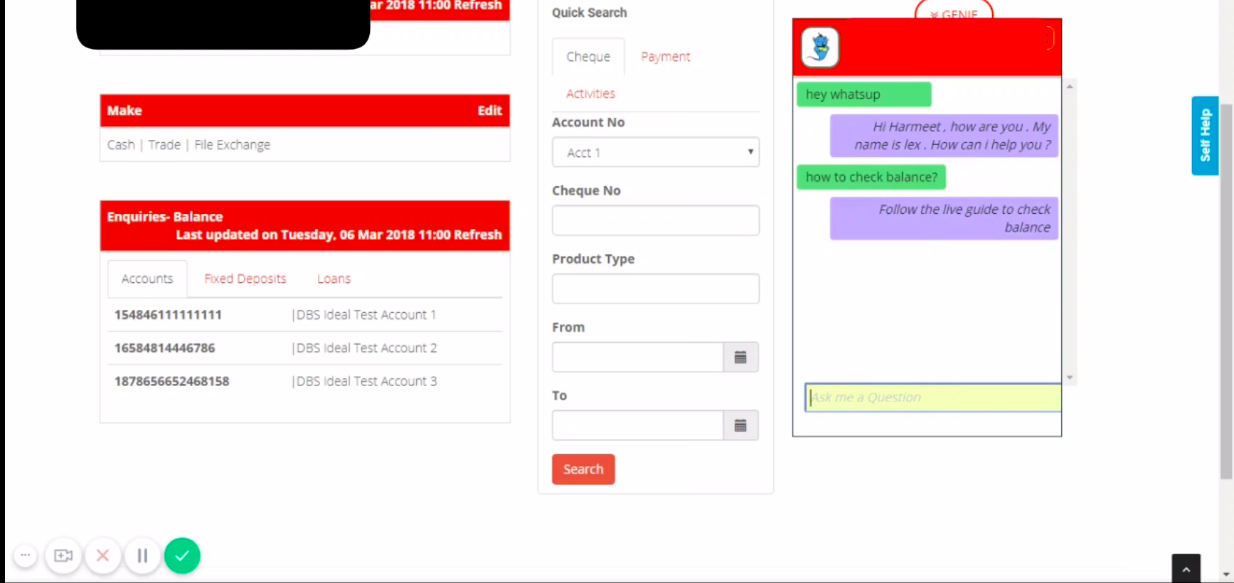 ar 2018 11:00 Refresh
Make Edit
Cash | Trade | File Exchange
Enquiries- Balance
Last updated on Tuesday, 06 Mar 2018 11:00 Refresh
Accounts Fixed Deposits Loans
154846111111111 |DBS Ideal Test Account 1
16584814446786 |DBS Ideal Test Account 2
1878656652468158 |DBS Ideal Test Account 3
Quick Search
Cheque Payment
Activities
Account No
Acct 1
Cheque No
Product Type
From
To
Search
GENIE
hey whatsup
Hi Harmeet , how are you . My
name is lex . How can i help you ?
how to check balance?
Follow the live guide to check
balance
Ask me a Question
Self Help